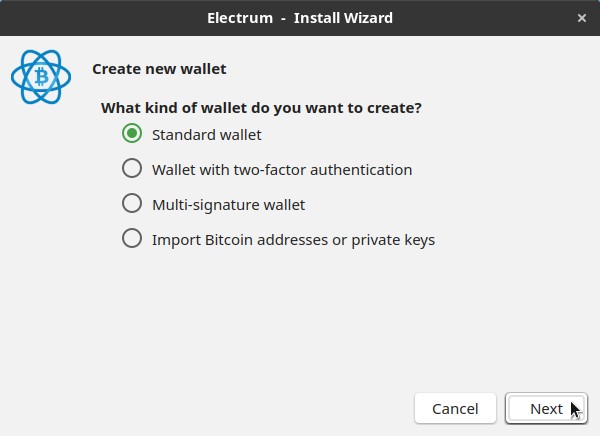 Electrum - Install Wizard
×
Create new wallet
What kind of wallet do you want to create?
Standard wallet
Wallet with two-factor authentication
Multi-signature wallet
Import Bitcoin addresses or private keys
Cancel
Next